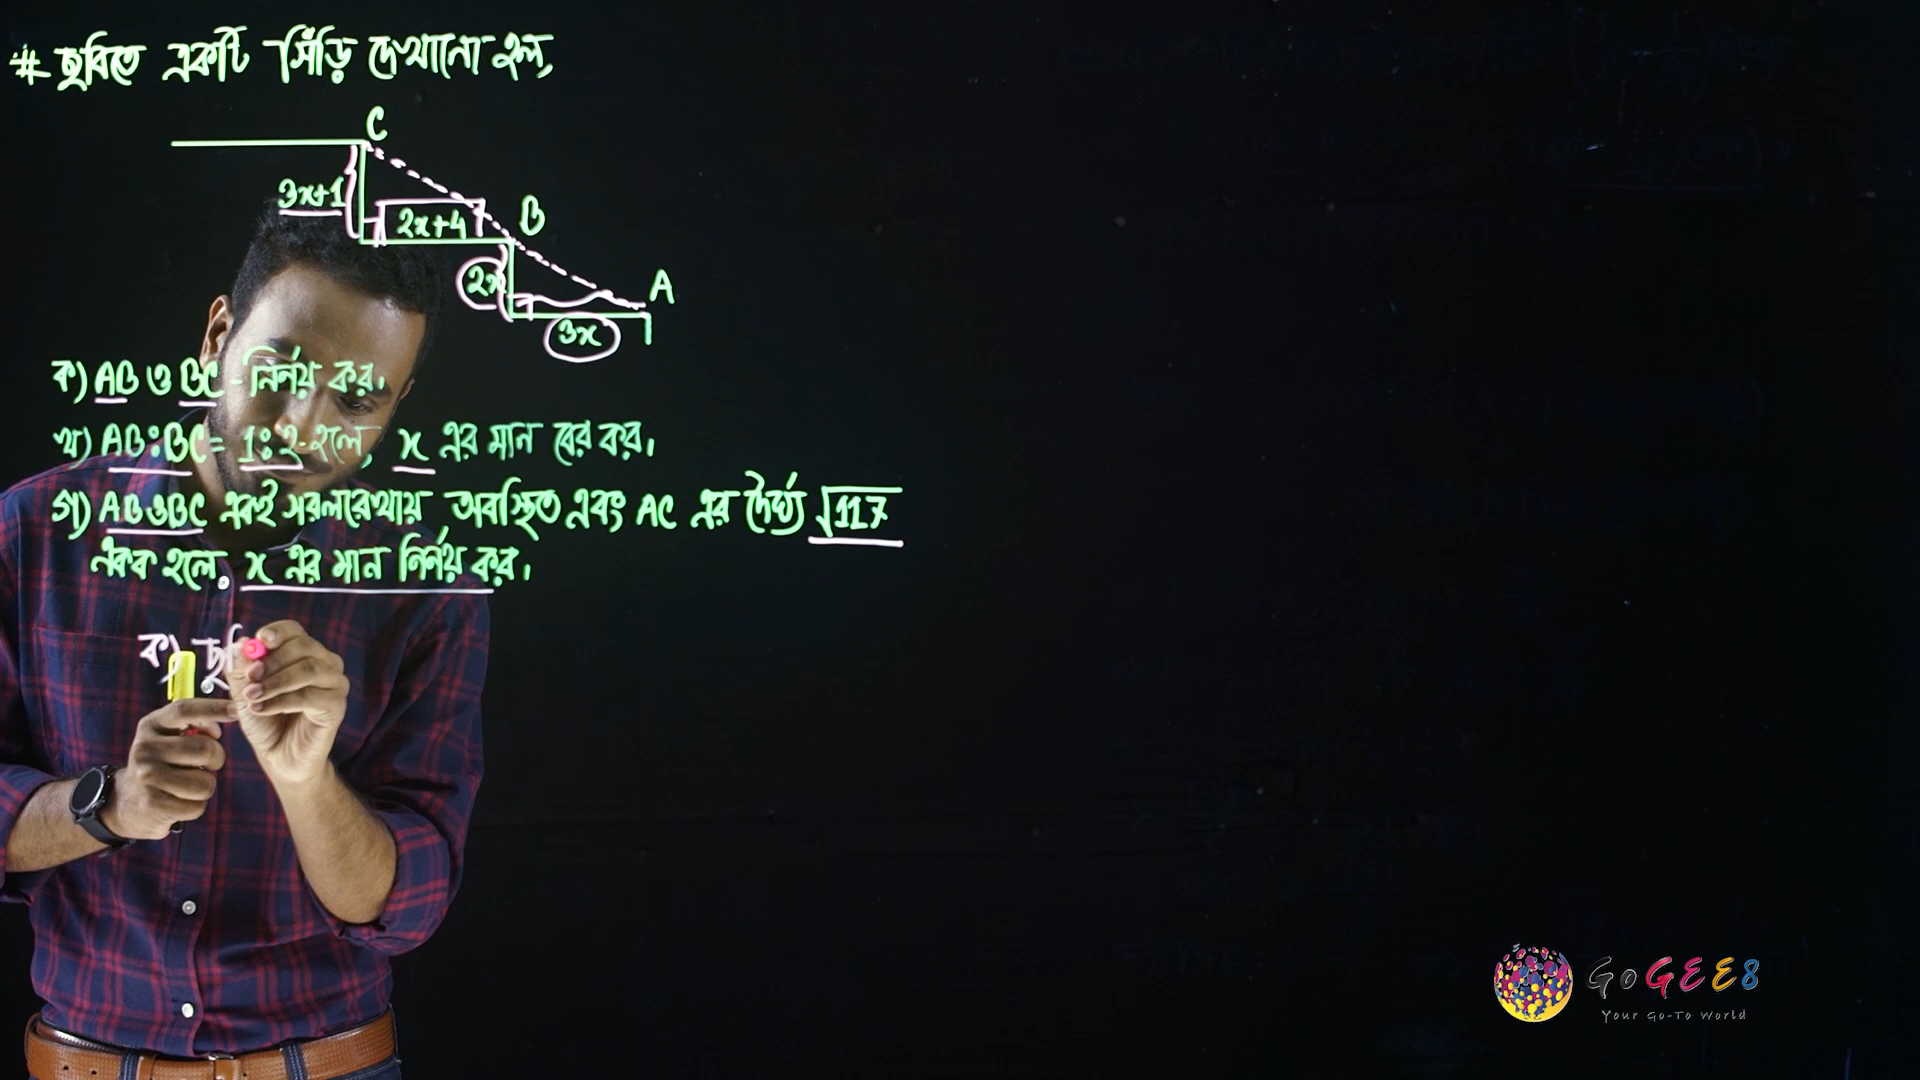 # ছবিতে একটি সিঁড়ি দেখানো হল,
C
3x+1
2x+4
B
2x
A
3x
ক) AB ও BC নির্ণয় কর।
খ) AB:BC = 1:2 হলে, x এর মান বের কর।
গ) AB ও BC একই সরলরেখায় অবস্থিত এবং AC এর দৈর্ঘ্য √117
একক হলে x এর মান নির্ণয় কর।
ক)
GoGEE8
Your Go-To World